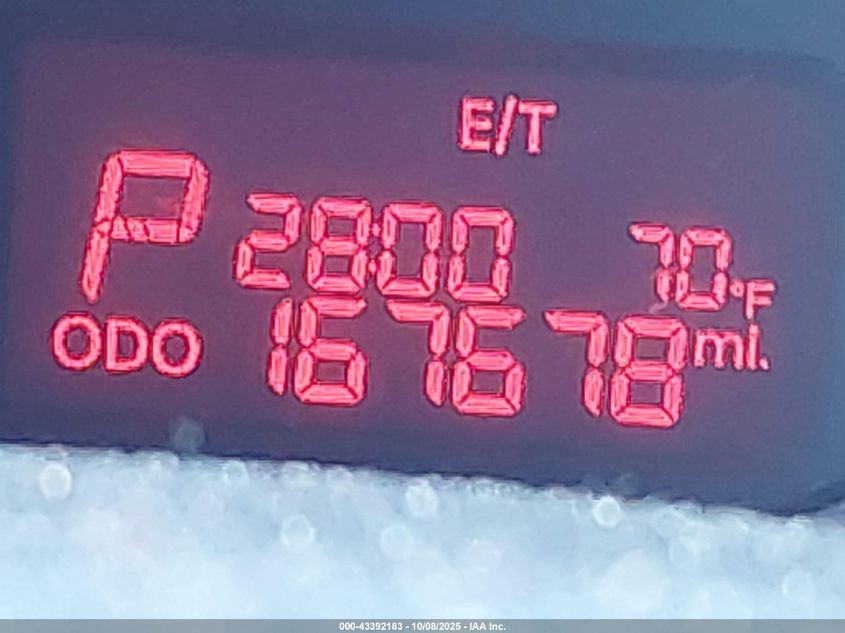 E/T
P 28:00 70°F
ODO 167678 mi.
000-43392183 - 10/08/2025 - IAA Inc.